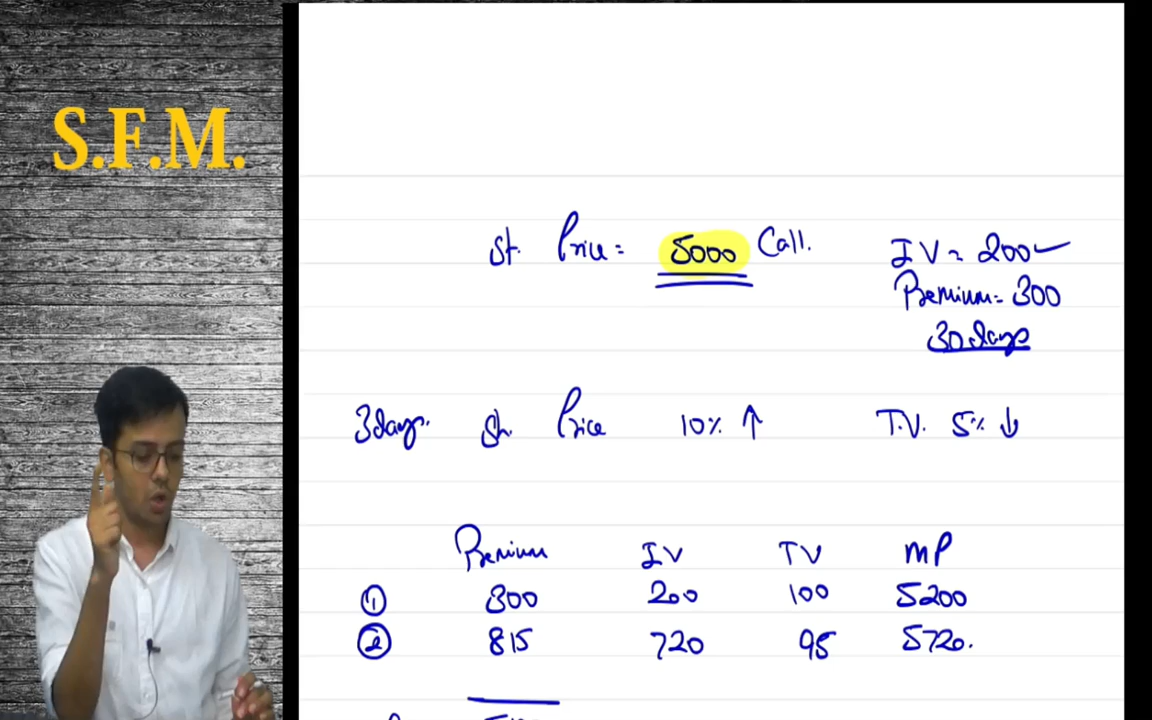 S.F.M.
St. Price = 5000 Call. IV = 200
Premium = 300
30 days
3 days. Sh. Price 10% ↑ T.V. 5% ↓
Premium IV TV MP
① 300 200 100 5200
② 815 720 95 5720.